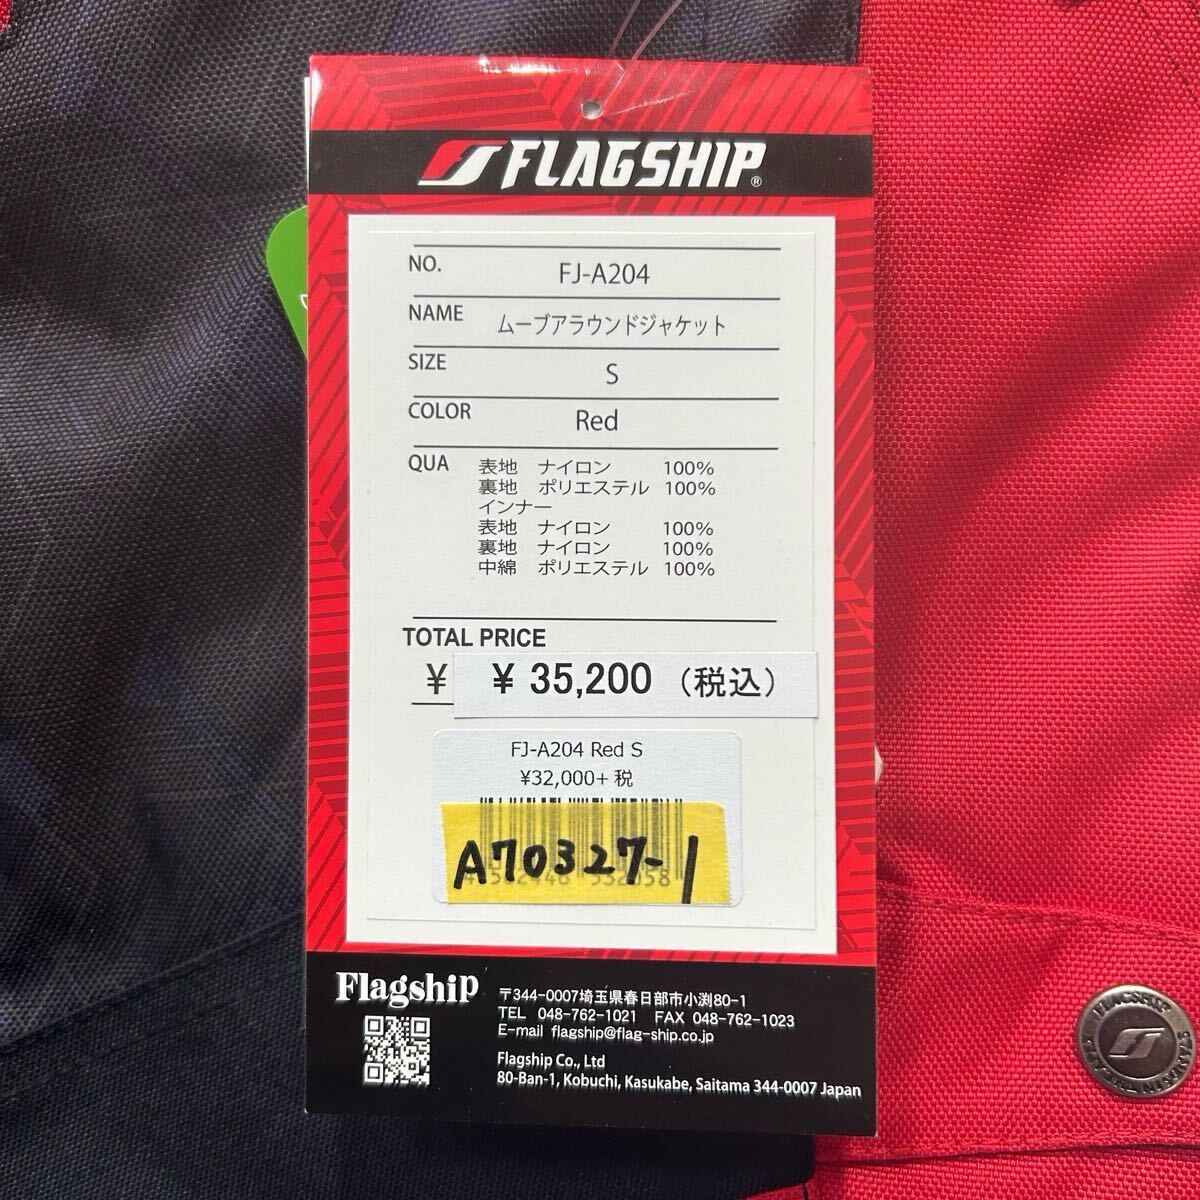 FLAGSHIP®
NO. FJ-A204
NAME ムーブアラウンドジャケット
SIZE S
COLOR Red
QUA 表地 ナイロン 100%
裏地 ポリエステル 100%
インナー
表地 ナイロン 100%
裏地 ナイロン 100%
中綿 ポリエステル 100%
TOTAL PRICE
¥ ¥ 35,200 (税込)
FJ-A204 Red S
¥32,000+ 税
A70327-1
Flagship
〒344-0007埼玉県春日部市小渕80-1
TEL 048-762-1021 FAX 048-762-1023
E-mail flagship@flag-ship.co.jp
Flagship Co., Ltd
80-Ban-1, Kobuchi, Kasukabe, Saitama 344-0007 Japan
FLAGSHIP